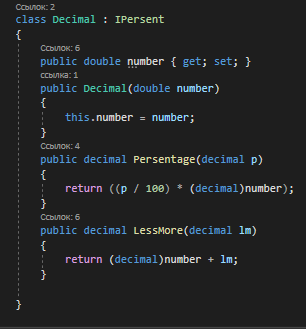 Ссылок: 2
class Decimal : IPersent
{
Ссылок: 6
public double number { get; set; }
ссылка: 1
public Decimal(double number)
{
this.number = number;
}
Ссылок: 4
public decimal Persentage(decimal p)
{
return ((p / 100) * (decimal)number);
}
Ссылок: 6
public decimal LessMore(decimal lm)
{
return (decimal)number + lm;
}
}